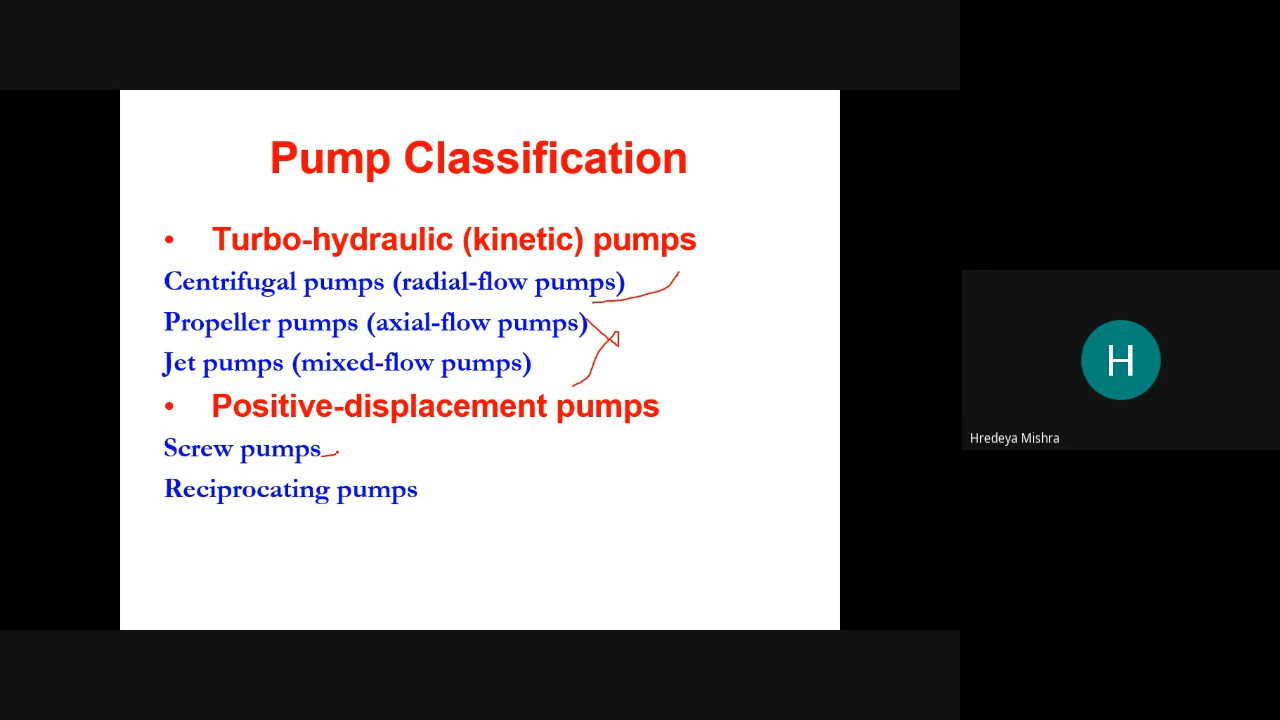 Pump Classification
• Turbo-hydraulic (kinetic) pumps
Centrifugal pumps (radial-flow pumps)
Propeller pumps (axial-flow pumps)
Jet pumps (mixed-flow pumps)
• Positive-displacement pumps
Screw pumps
Reciprocating pumps
H
Hredeya Mishra